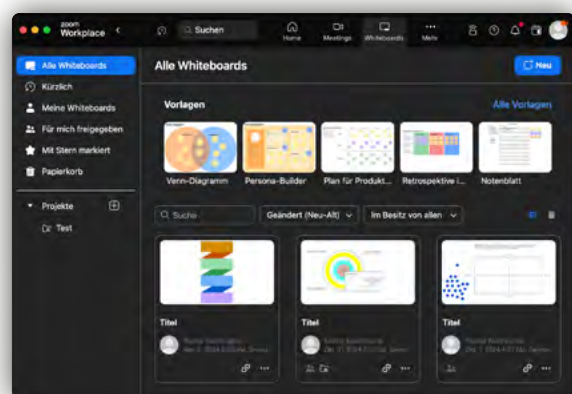 zoom
Workplace
Suchen
Home
Meetings
Whiteboards
Mehr
Alle Whiteboards
Kürzlich
Meine Whiteboards
Für mich freigegeben
Mit Stern markiert
Papierkorb
Projekte
Test
Alle Whiteboards
Neu
Vorlagen
Alle Vorlagen
Venn-Diagramm
Persona-Builder
Plan für Produkt...
Retrospektive i...
Notenblatt
Suche
Geändert (Neu-Alt)
Im Besitz von allen
Titel
Titel
Titel